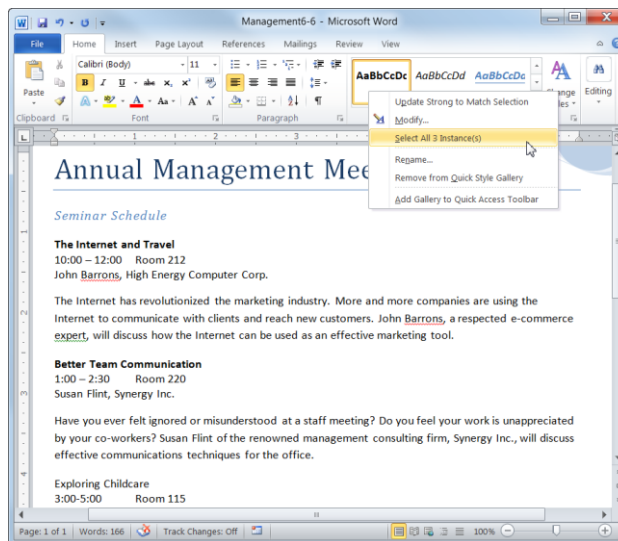 Management6-6 - Microsoft Word
File Home Insert Page Layout References Mailings Review View
Calibri (Body) 11
AaBbCcDc AaBbCcDd AaBbCcDc
Paste
B I U abc x₂ x² A
A ab A Aa A A
Editing
Clipboard Font Paragraph
Update Strong to Match Selection
Modify...
Select All 3 Instance(s)
Rename...
Remove from Quick Style Gallery
Add Gallery to Quick Access Toolbar
Annual Management Mee
Seminar Schedule
The Internet and Travel
10:00 – 12:00 Room 212
John Barrons, High Energy Computer Corp.
The Internet has revolutionized the marketing industry. More and more companies are using the
Internet to communicate with clients and reach new customers. John Barrons, a respected e-commerce
expert, will discuss how the Internet can be used as an effective marketing tool.
Better Team Communication
1:00 – 2:30 Room 220
Susan Flint, Synergy Inc.
Have you ever felt ignored or misunderstood at a staff meeting? Do you feel your work is unappreciated
by your co-workers? Susan Flint of the renowned management consulting firm, Synergy Inc., will discuss
effective communications techniques for the office.
Exploring Childcare
3:00-5:00 Room 115
Page: 1 of 1 Words: 166 Track Changes: Off 100%